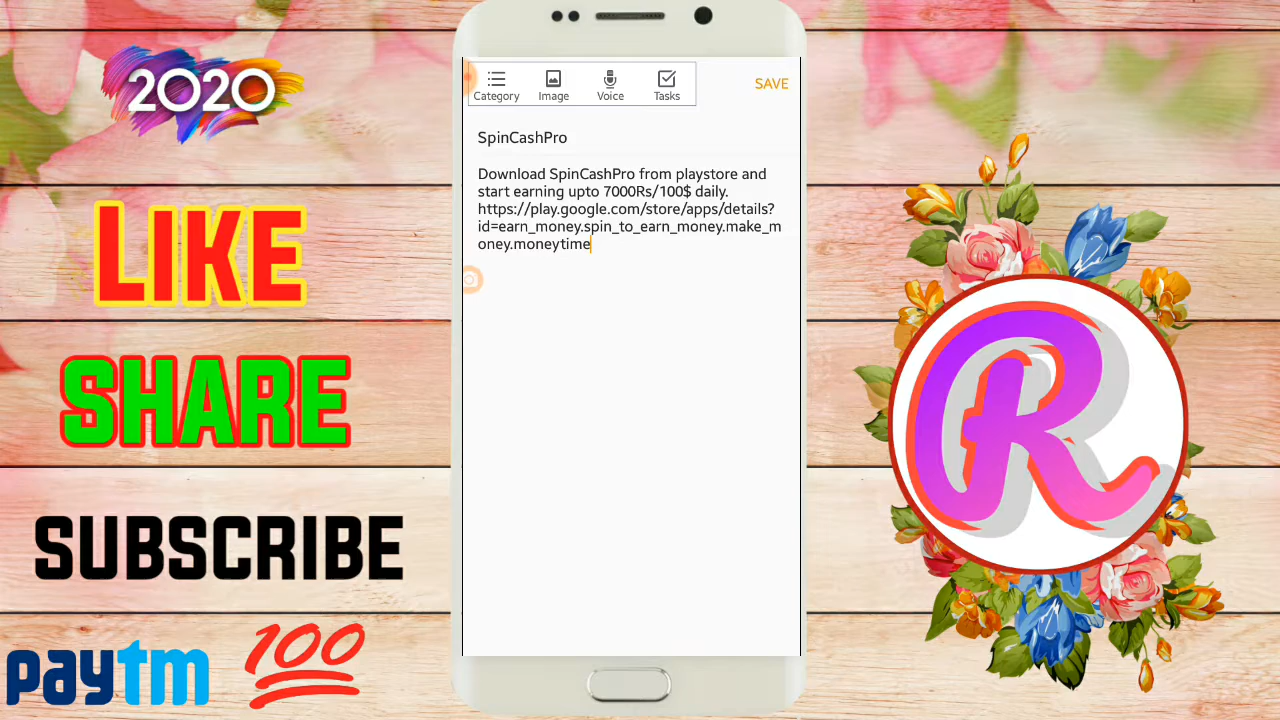 2020
LIKE
SHARE
SUBSCRIBE
paytm
100
Category Image Voice Tasks
SAVE
SpinCashPro
Download SpinCashPro from playstore and
start earning upto 7000Rs/100$ daily.
https://play.google.com/store/apps/details?
id=earn_money.spin_to_earn_money.make_m
oney.moneytime
R